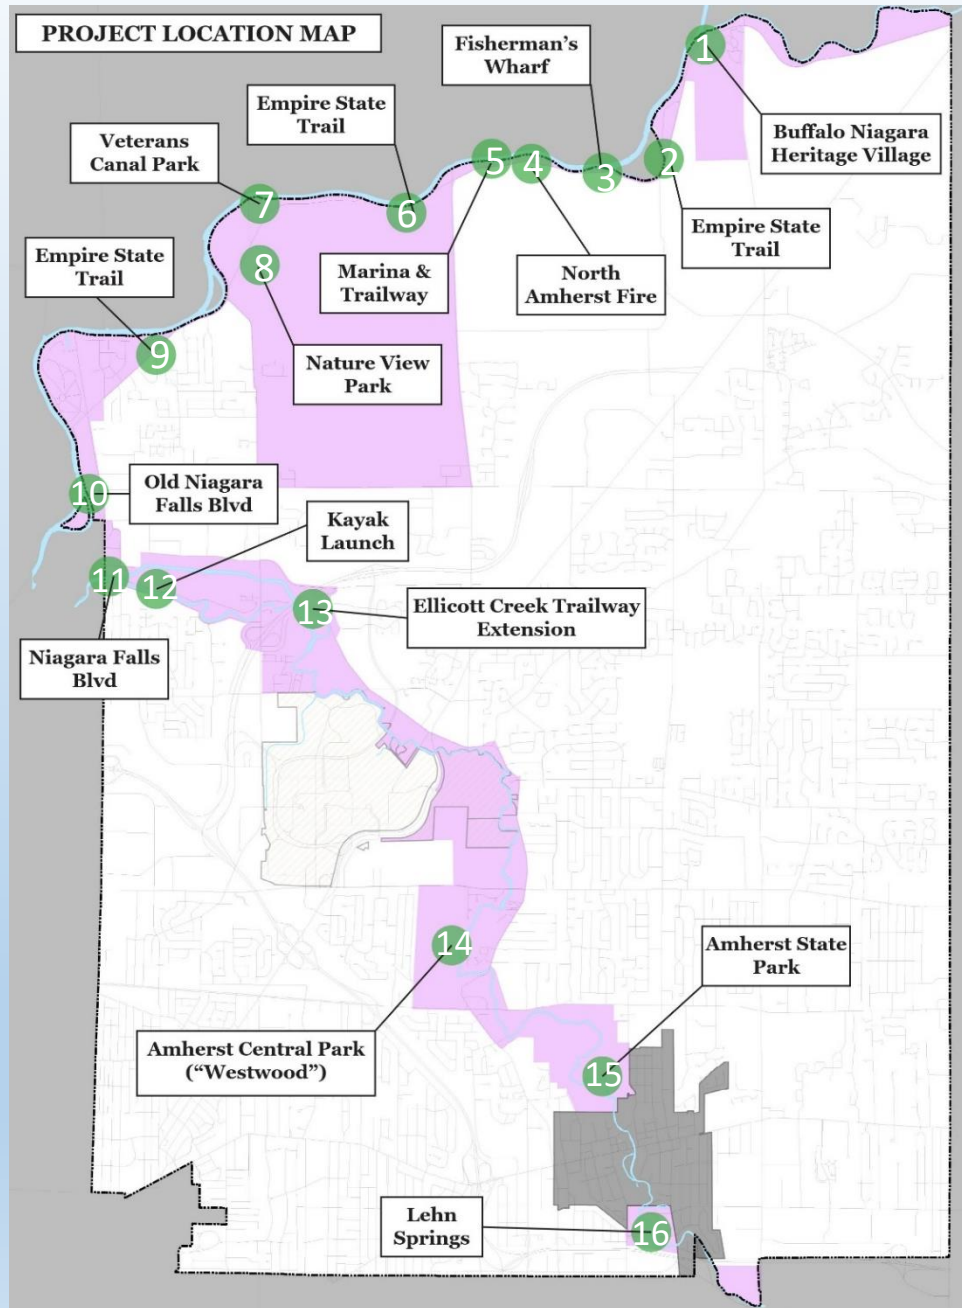 PROJECT LOCATION MAP
Fisherman's
Wharf
1
Empire State
Trail
Buffalo Niagara
Heritage Village
Veterans
Canal Park
5
4
3
2
7
6
Empire State
Trail
Empire State
Trail
8
Marina &
Trailway
North
Amherst Fire
9
Nature View
Park
10
Old Niagara
Falls Blvd
Kayak
Launch
11
12
13
Ellicott Creek Trailway
Extension
Niagara Falls
Blvd
14
Amherst State
Park
Amherst Central Park
("Westwood")
15
Lehn
Springs
16